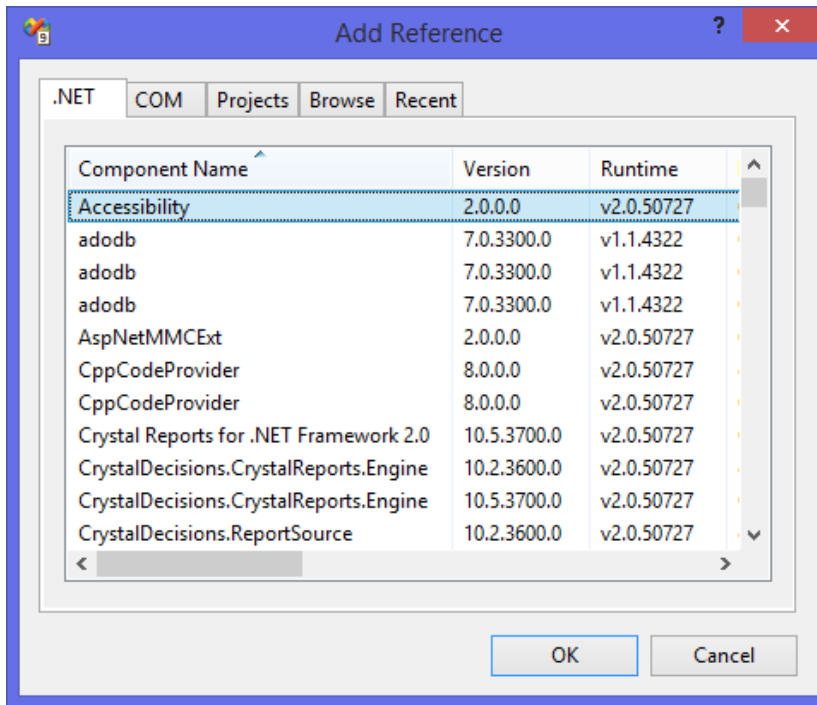 Add Reference ?
.NET COM Projects Browse Recent
Component Name Version Runtime
Accessibility 2.0.0.0 v2.0.50727
adodb 7.0.3300.0 v1.1.4322
adodb 7.0.3300.0 v1.1.4322
adodb 7.0.3300.0 v1.1.4322
AspNetMMCExt 2.0.0.0 v2.0.50727
CppCodeProvider 8.0.0.0 v2.0.50727
CppCodeProvider 8.0.0.0 v2.0.50727
Crystal Reports for .NET Framework 2.0 10.5.3700.0 v2.0.50727
CrystalDecisions.CrystalReports.Engine 10.2.3600.0 v2.0.50727
CrystalDecisions.CrystalReports.Engine 10.5.3700.0 v2.0.50727
CrystalDecisions.ReportSource 10.2.3600.0 v2.0.50727
OK Cancel